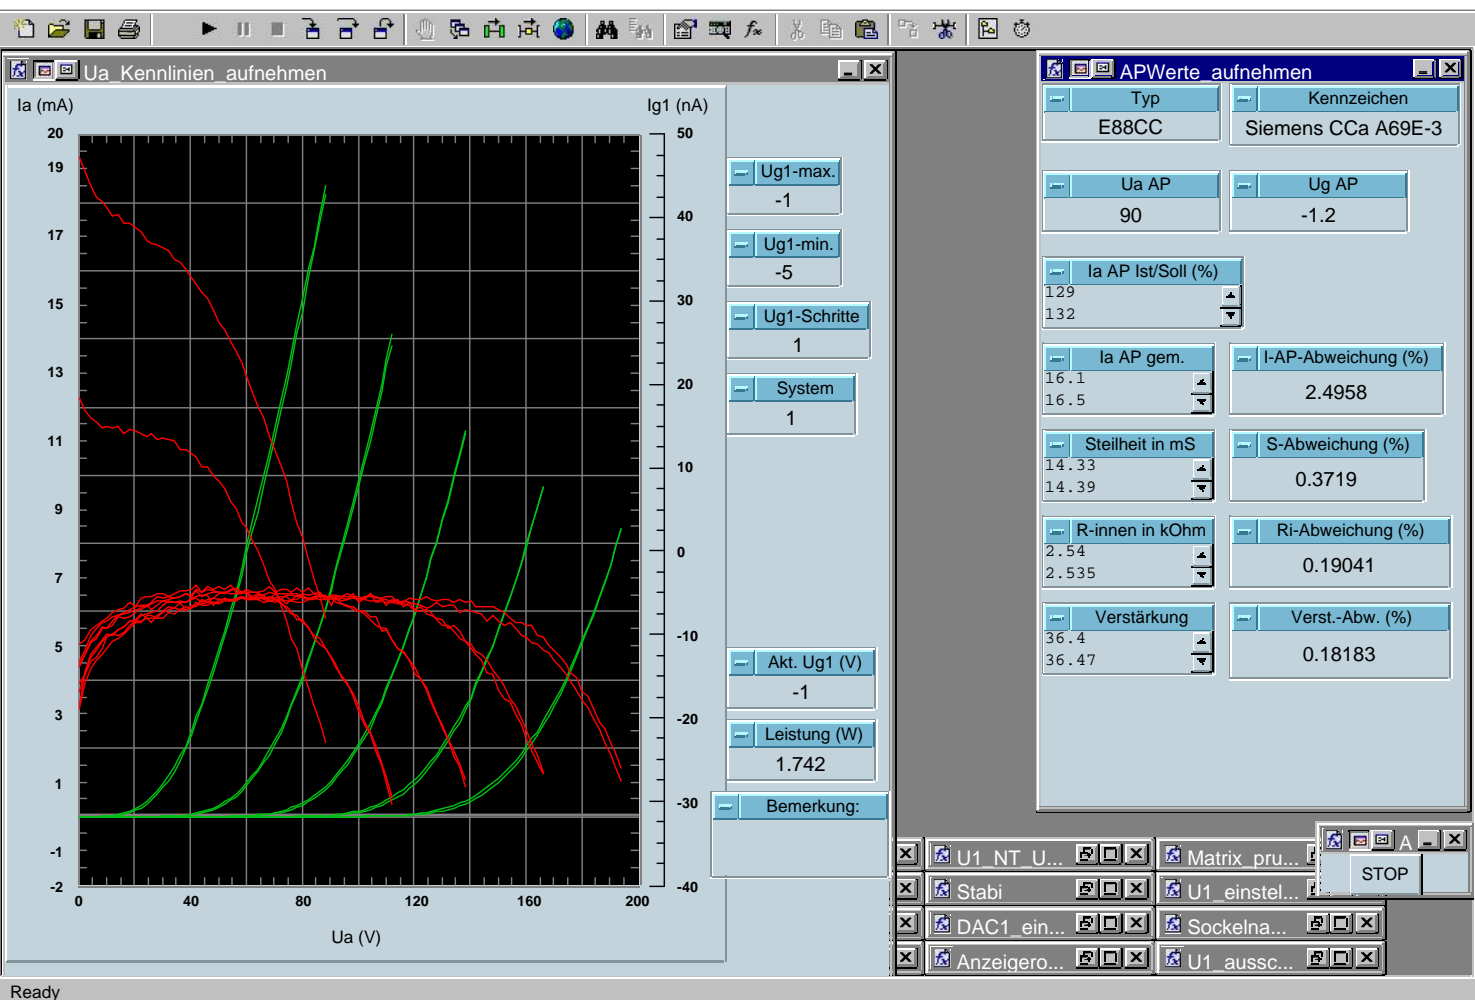 Ua_Kennlinien_aufnehmen
Ia (mA)
Ig1 (nA)
20
19
17
15
13
11
9
7
5
3
1
-1
-2
50
40
30
20
10
0
-10
-20
-30
-40
0
40
80
120
160
200
Ua (V)
Ug1-max.
-1
Ug1-min.
-5
Ug1-Schritte
1
System
1
Akt. Ug1 (V)
-1
Leistung (W)
1.742
Bemerkung:
APWerte_aufnehmen
Typ
E88CC
Kennzeichen
Siemens CCa A69E-3
Ua AP
90
Ug AP
-1.2
Ia AP Ist/Soll (%)
129
132
Ia AP gem.
16.1
16.5
I-AP-Abweichung (%)
2.4958
Steilheit in mS
14.33
14.39
S-Abweichung (%)
0.3719
R-innen in kOhm
2.54
2.535
Ri-Abweichung (%)
0.19041
Verstärkung
36.4
36.47
Verst.-Abw. (%)
0.18183
A
STOP
U1_NT_U...
Matrix_pru...
Stabi
U1_einstel...
DAC1_ein...
Sockelna...
Anzeigero...
U1_aussc...
Ready